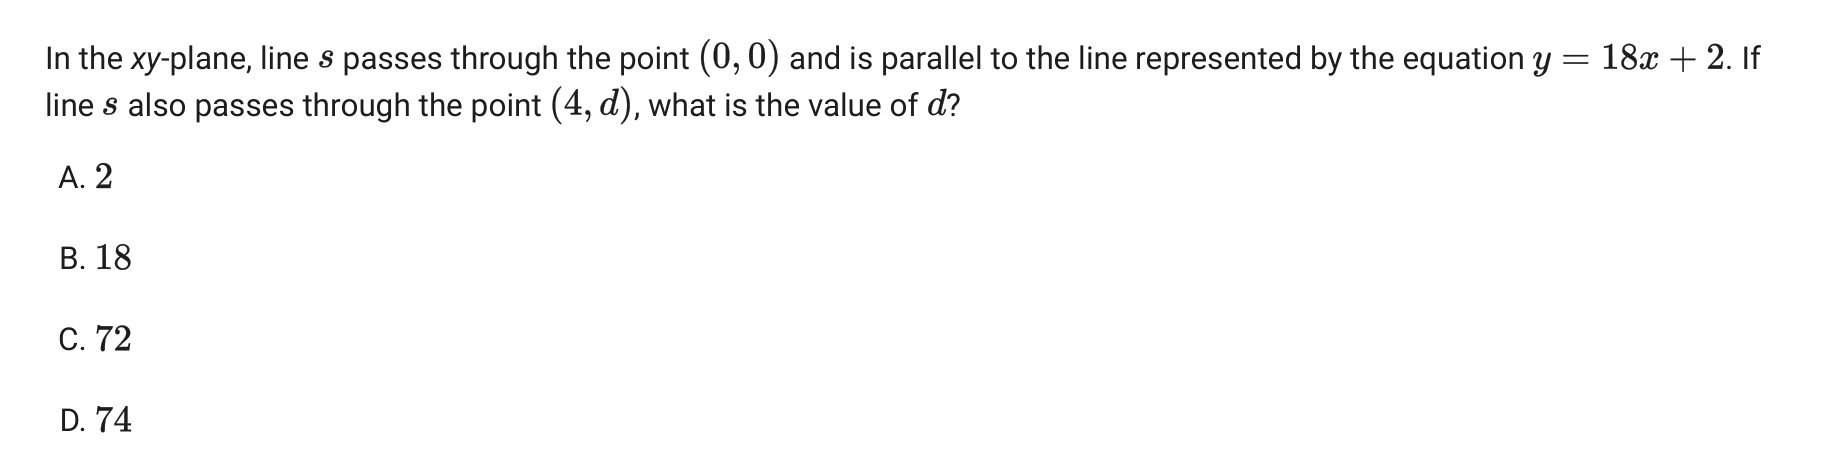 In the xy-plane, line s passes through the point (0, 0) and is parallel to the line represented by the equation y = 18x + 2. If
line s also passes through the point (4, d), what is the value of d?
A. 2
B. 18
C. 72
D. 74